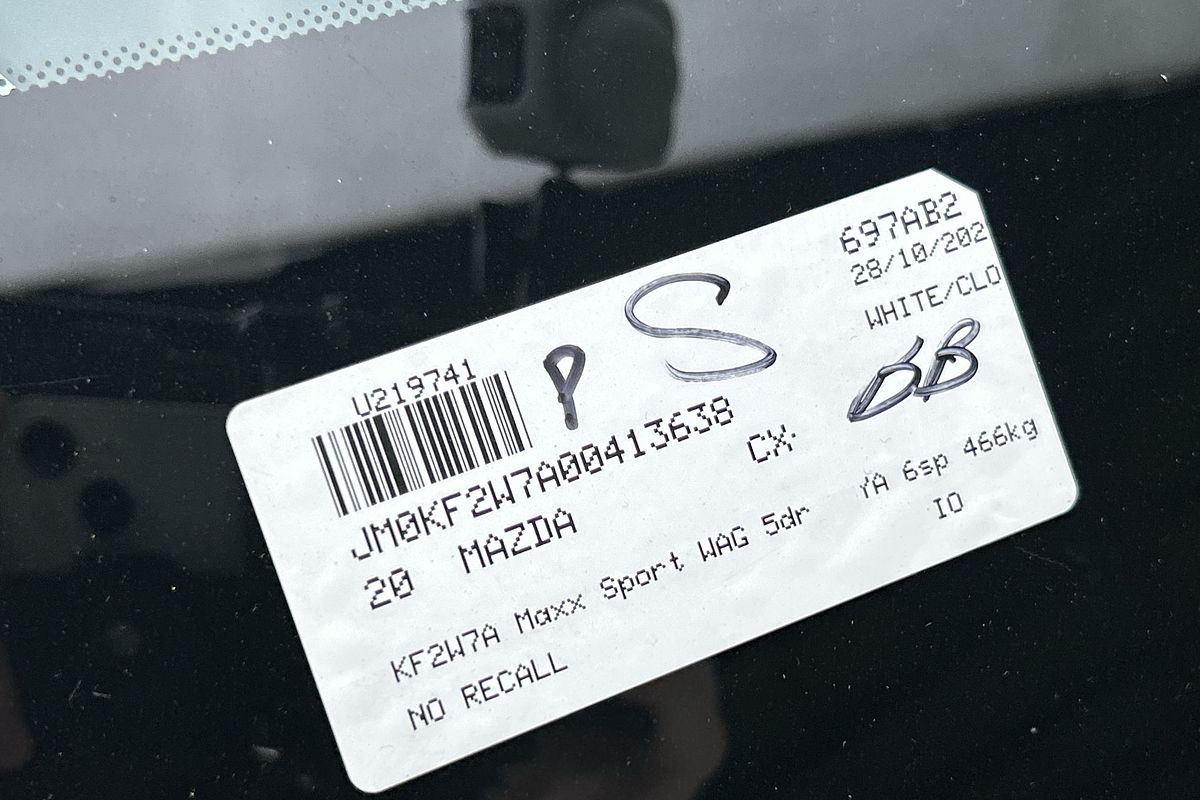 697AB2
28/10/202
WHITE/CLO
U219741
P S
JM0KF2W7A00413638
20 MAZDA CX-
KF2W7A Maxx Sport WAG 5dr YA 6sp 466kg
NO RECALL IO